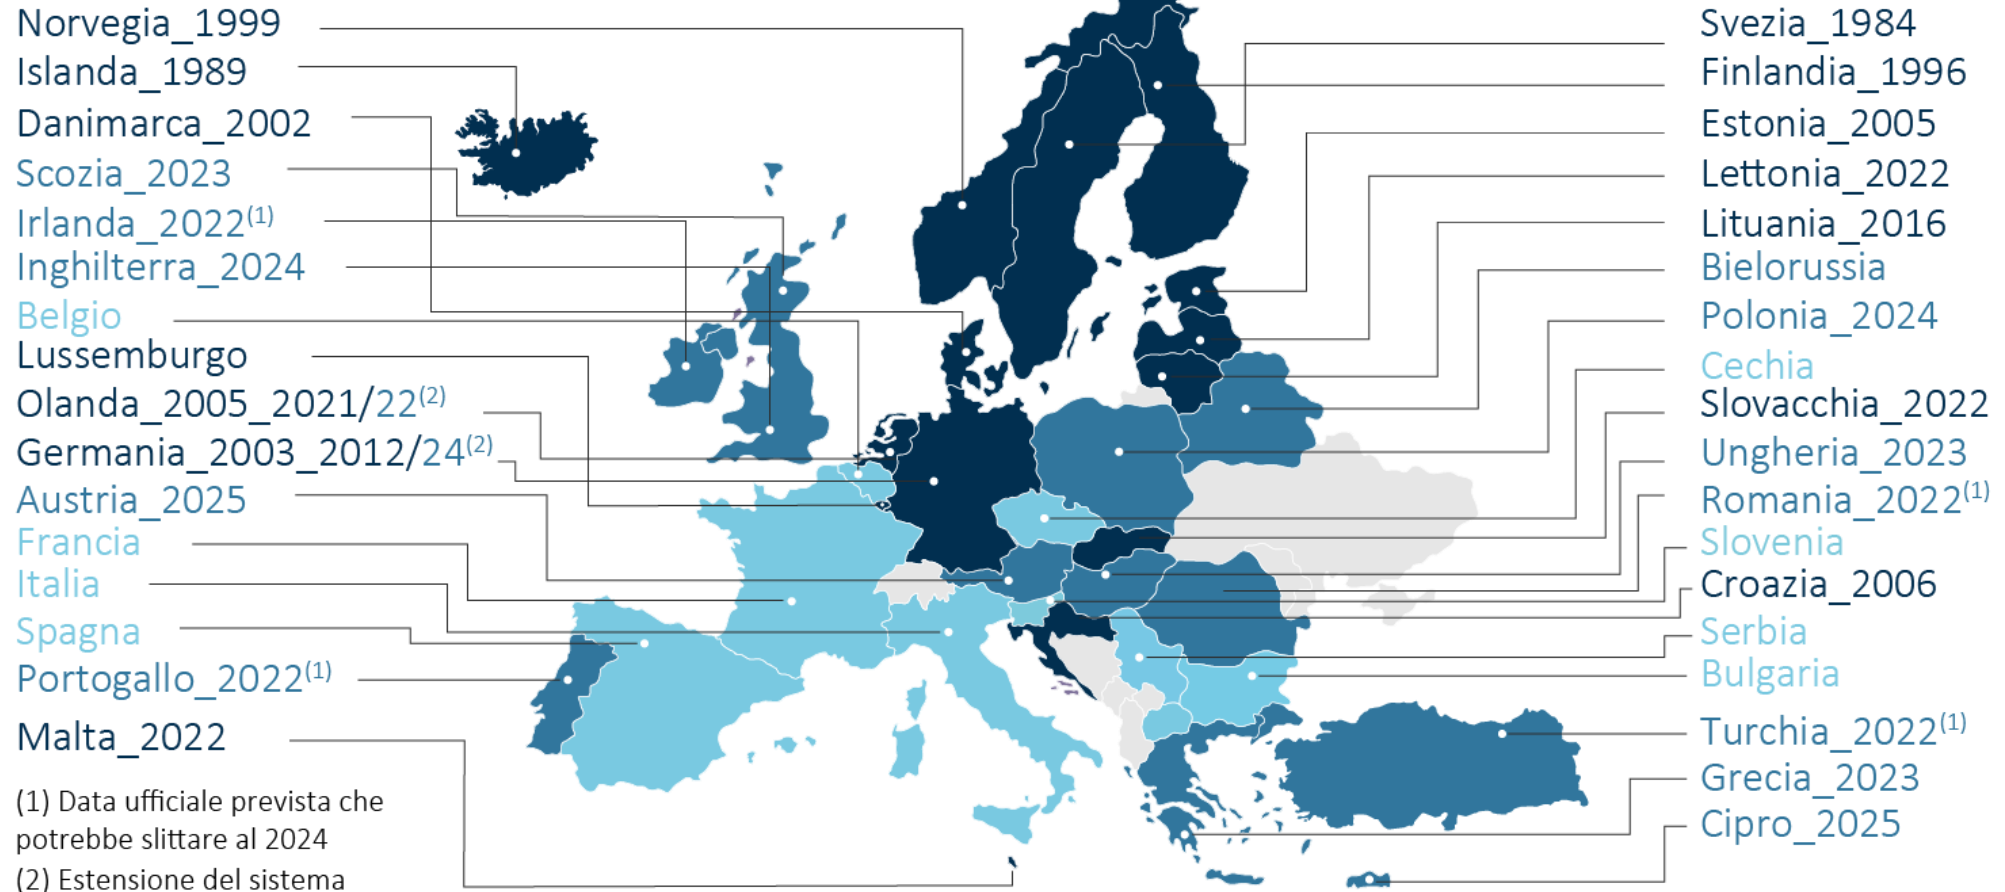 Norvegia_1999
Islanda_1989
Danimarca_2002
Scozia_2023
Irlanda_2022(1)
Inghilterra_2024
Belgio
Lussemburgo
Olanda_2005_2021/22(2)
Germania_2003_2012/24(2)
Austria_2025
Francia
Italia
Spagna
Portogallo_2022(1)
Malta_2022
(1) Data ufficiale prevista che
potrebbe slittare al 2024
(2) Estensione del sistema
Svezia_1984
Finlandia_1996
Estonia_2005
Lettonia_2022
Lituania_2016
Bielorussia
Polonia_2024
Cechia
Slovacchia_2022
Ungheria_2023
Romania_2022(1)
Slovenia
Croazia_2006
Serbia
Bulgaria
Turchia_2022(1)
Grecia_2023
Cipro_2025